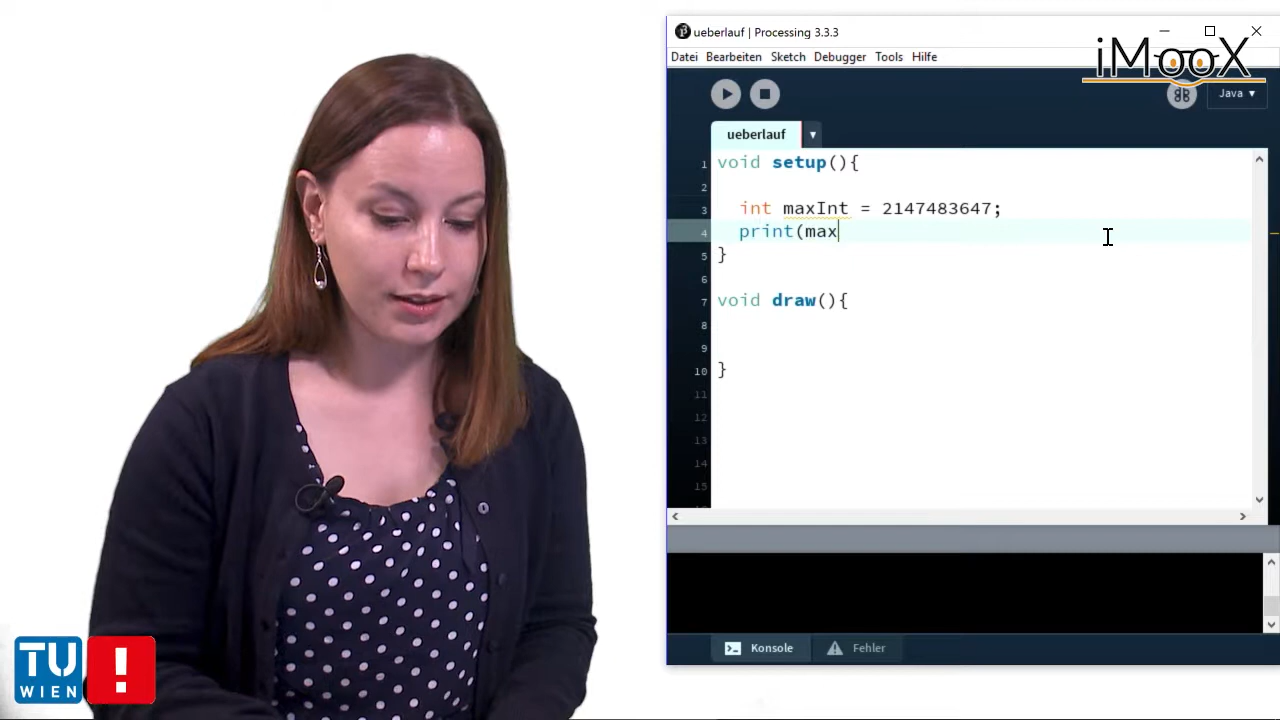 ueberlauf | Processing 3.3.3
iMooX
Datei Bearbeiten Sketch Debugger Tools Hilfe
Java
ueberlauf
1 void setup(){
2
3 int maxInt = 2147483647;
4 print(max
5 }
6
7 void draw(){
8
9
10 }
11
12
13
14
15
Konsole Fehler
TU
WIEN
!